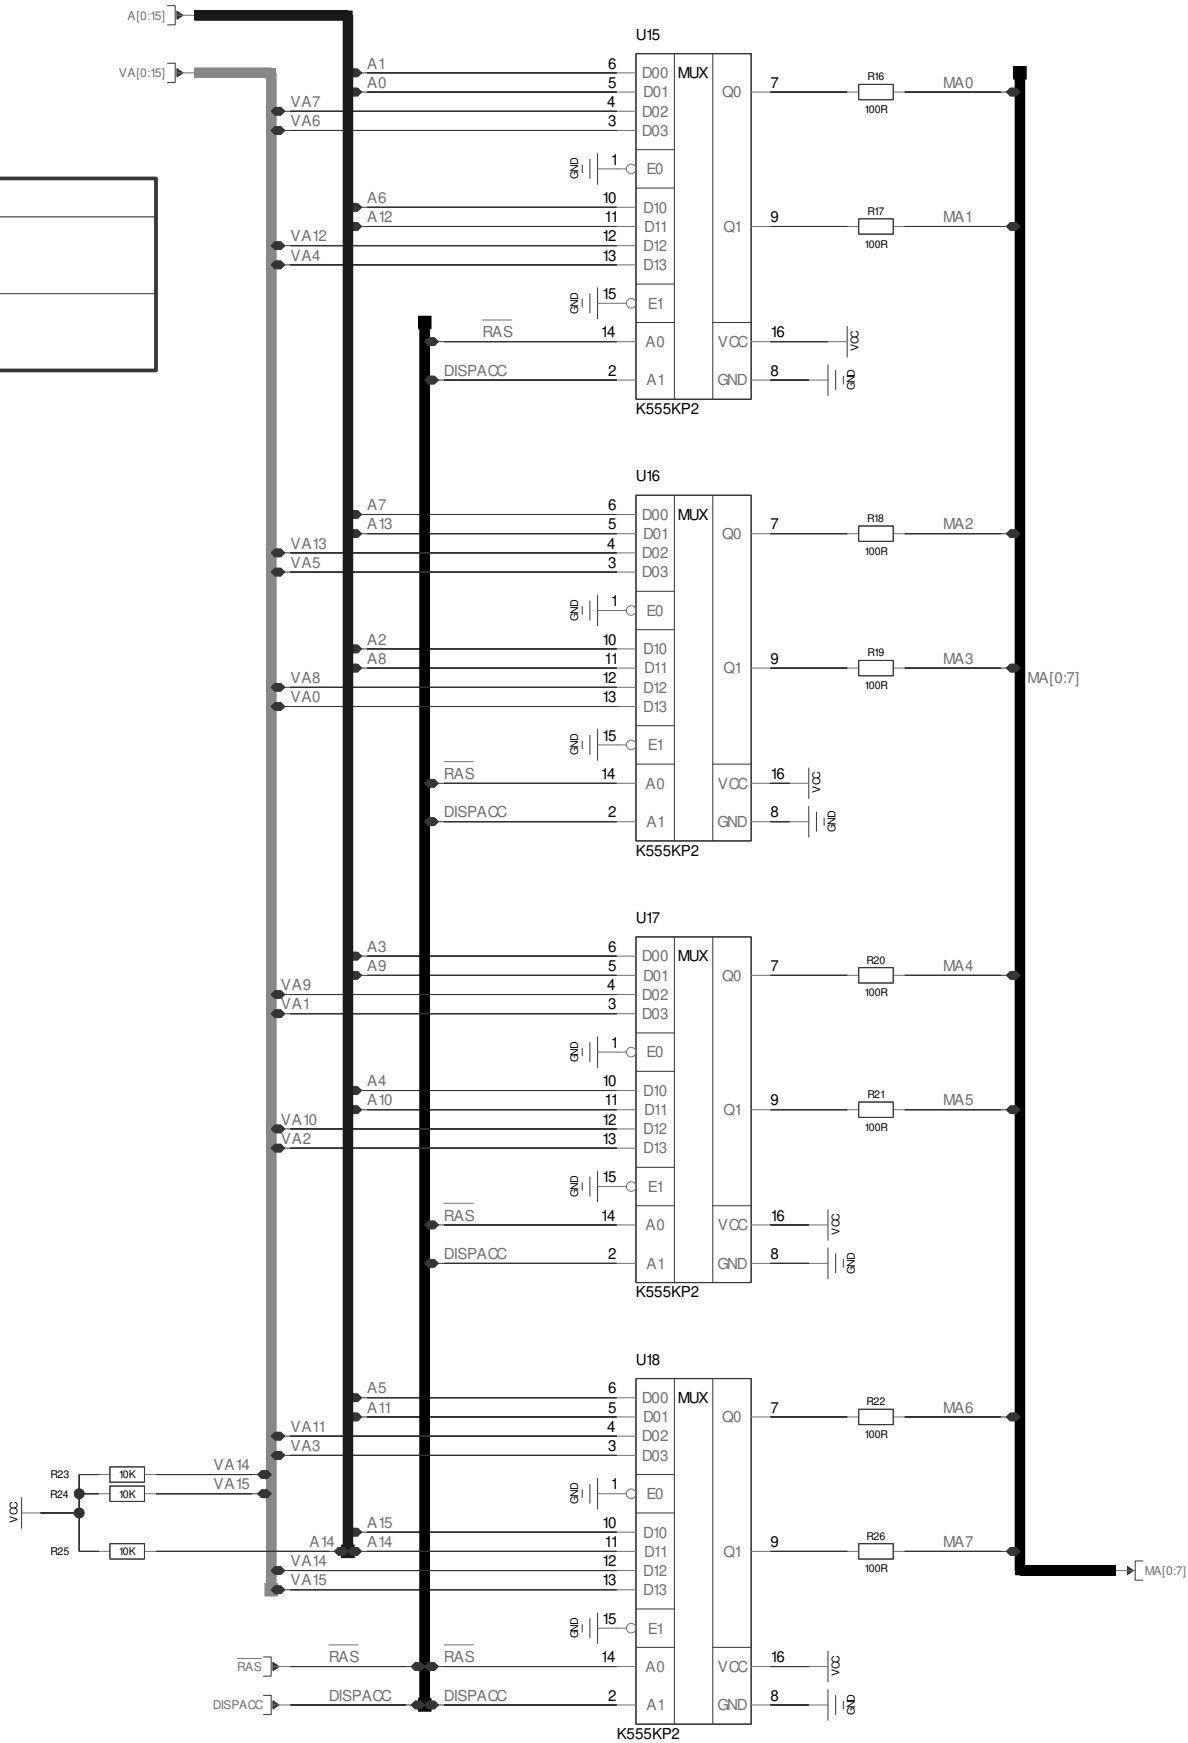 A[0:15]
VA[0:15]
U15
A1 6 D00 MUX
A0 5 D01 Q0 7 R16 100R MA0
VA7 4 D02
VA6 3 D03
GND 1 E0
A6 10 D10
A12 11 D11 Q1 9 R17 100R MA1
VA12 12 D12
VA4 13 D13
GND 15 E1
RAS 14 A0 VCC 16 VCC
DISPACC 2 A1 GND 8 GND
K555KP2
U16
A7 6 D00 MUX
A13 5 D01 Q0 7 R18 100R MA2
VA13 4 D02
VA5 3 D03
GND 1 E0
A2 10 D10
A8 11 D11 Q1 9 R19 100R MA3
MA[0:7]
VA8 12 D12
VA0 13 D13
GND 15 E1
RAS 14 A0 VCC 16 VCC
DISPACC 2 A1 GND 8 GND
K555KP2
U17
A3 6 D00 MUX
A9 5 D01 Q0 7 R20 100R MA4
VA9 4 D02
VA1 3 D03
GND 1 E0
A4 10 D10
A10 11 D11 Q1 9 R21 100R MA5
VA10 12 D12
VA2 13 D13
GND 15 E1
RAS 14 A0 VCC 16 VCC
DISPACC 2 A1 GND 8 GND
K555KP2
U18
A5 6 D00 MUX
A11 5 D01 Q0 7 R22 100R MA6
VA11 4 D02
VA3 3 D03
R23 10K VA14
R24 10K VA15
GND 1 E0
VCC
A15 10 D10
R25 10K A14 A14 11 D11 Q1 9 R26 100R MA7
VA14 12 D12
MA[0:7]
VA15 13 D13
GND 15 E1
RAS RAS RAS 14 A0 VCC 16 VCC
DISPACC DISPACC DISPACC 2 A1 GND 8 GND
K555KP2